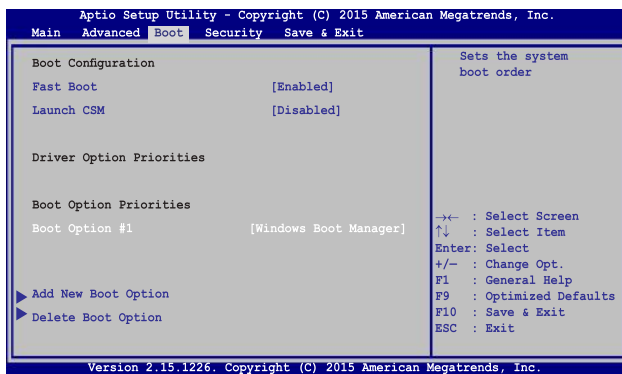 Aptio Setup Utility - Copyright (C) 2015 American Megatrends, Inc.
Main Advanced Boot Security Save & Exit
Boot Configuration
Fast Boot [Enabled]
Launch CSM [Disabled]
Driver Option Priorities
Boot Option Priorities
Boot Option #1 [Windows Boot Manager]
Add New Boot Option
Delete Boot Option
Sets the system
boot order
→← : Select Screen
↑↓ : Select Item
Enter: Select
+/— : Change Opt.
F1 : General Help
F9 : Optimized Defaults
F10 : Save & Exit
ESC : Exit
Version 2.15.1226. Copyright (C) 2015 American Megatrends, Inc.